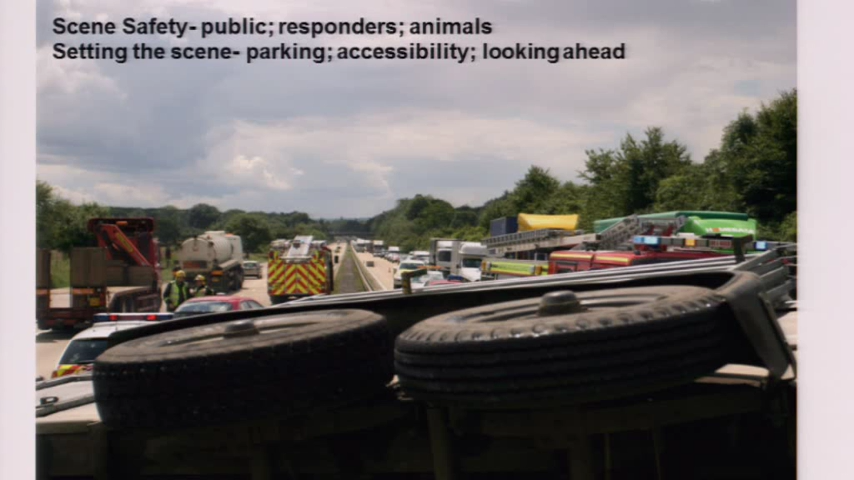 Scene Safety- public; responders; animals
Setting the scene- parking; accessibility; looking ahead